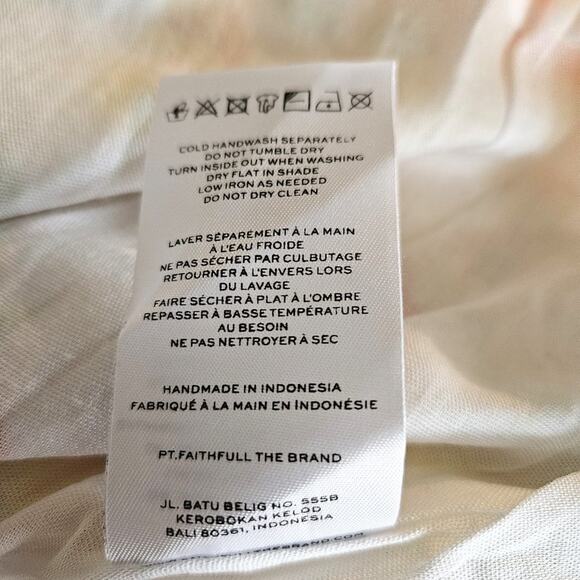 COLD HANDWASH SEPARATELY
DO NOT TUMBLE DRY
TURN INSIDE OUT WHEN WASHING
DRY FLAT IN SHADE
LOW IRON AS NEEDED
DO NOT DRY CLEAN
LAVER SÉPARÉMENT À LA MAIN
À L'EAU FROIDE
NE PAS SÉCHER PAR CULBUTAGE
RETOURNER À L'ENVERS LORS
DU LAVAGE
FAIRE SÉCHER À PLAT À L'OMBRE
REPASSER À BASSE TEMPÉRATURE
AU BESOIN
NE PAS NETTROYER À SEC
HANDMADE IN INDONESIA
FABRIQUÉ À LA MAIN EN INDONÉSIE
PT.FAITHFULL THE BRAND
JL. BATU BELIG NO. 555B
KEROBOKAN KELOD
BALI 80361, INDONESIA